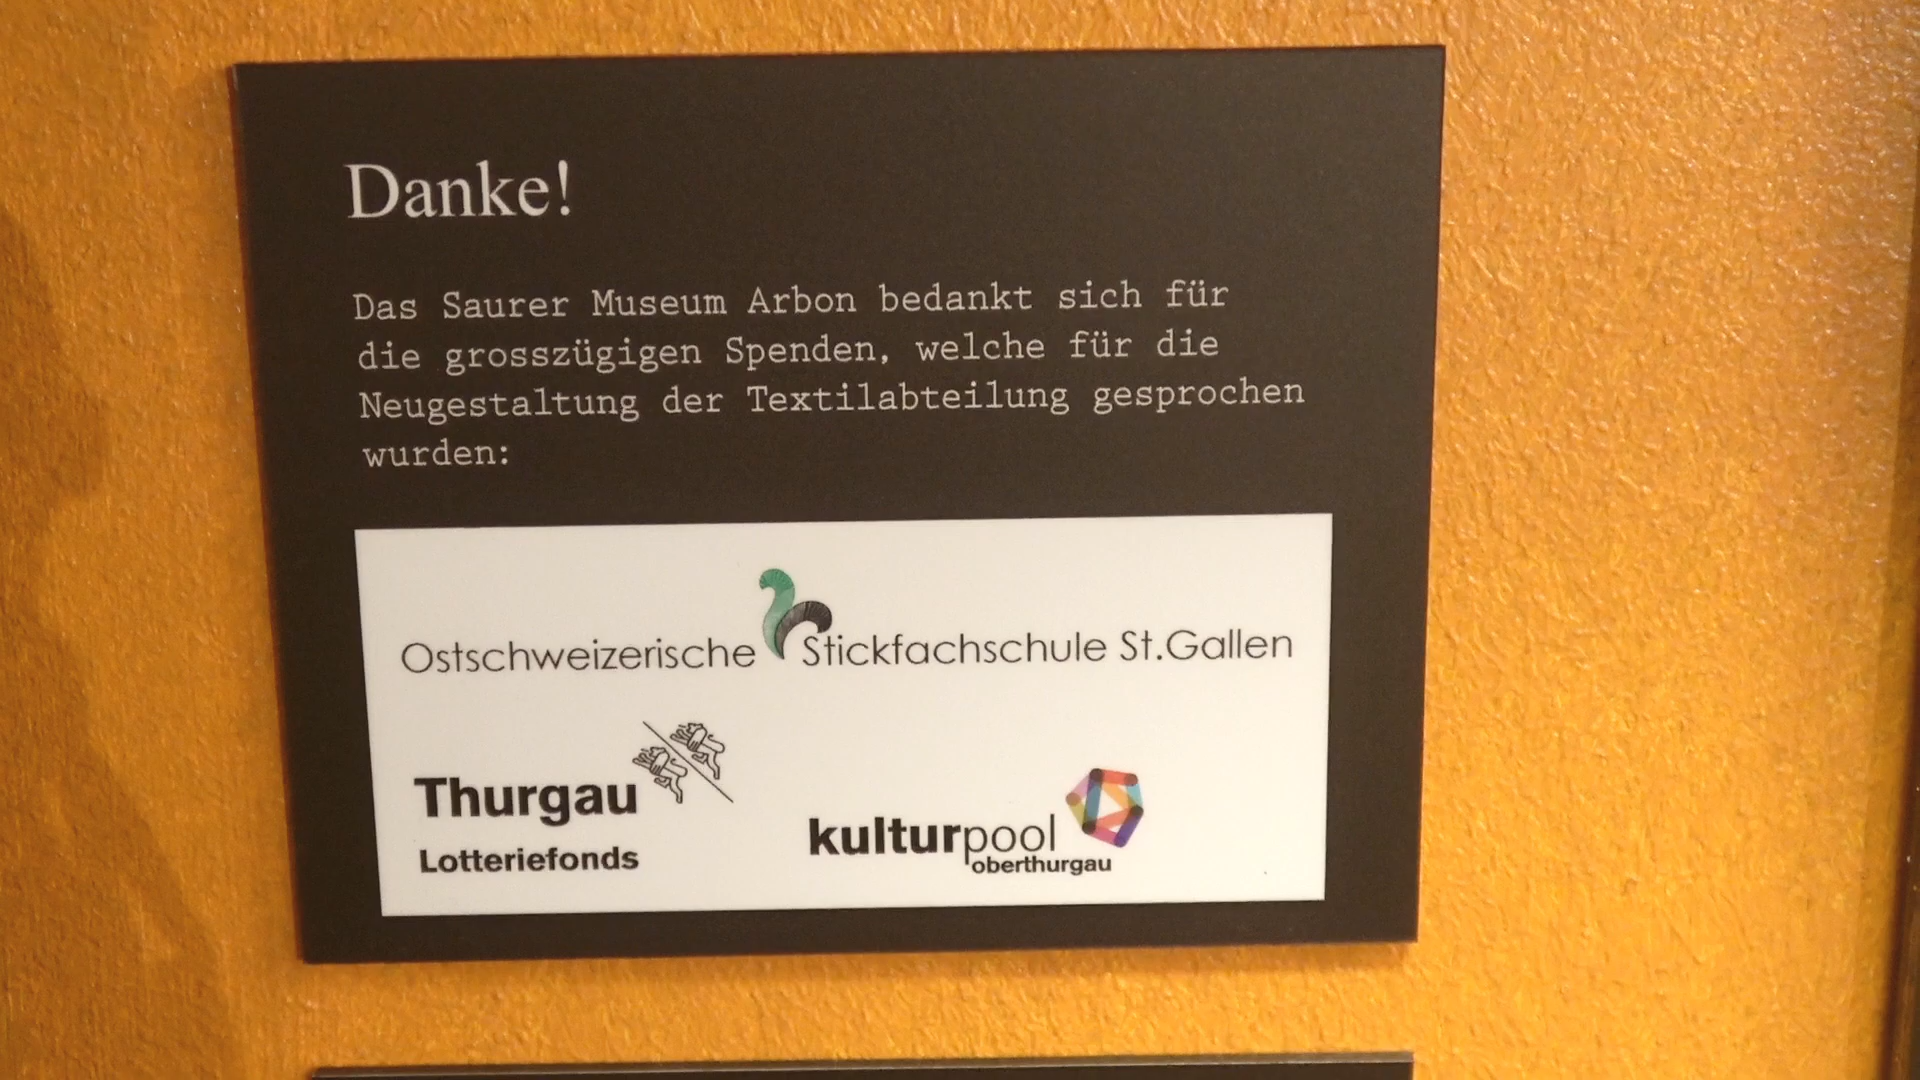 Danke!
Das Saurer Museum Arbon bedankt sich für
die grosszügigen Spenden, welche für die
Neugestaltung der Textilabteilung gesprochen
wurden:
Ostschweizerische Stickfachschule St.Gallen
Thurgau
Lotteriefonds
kulturpool
oberthurgau